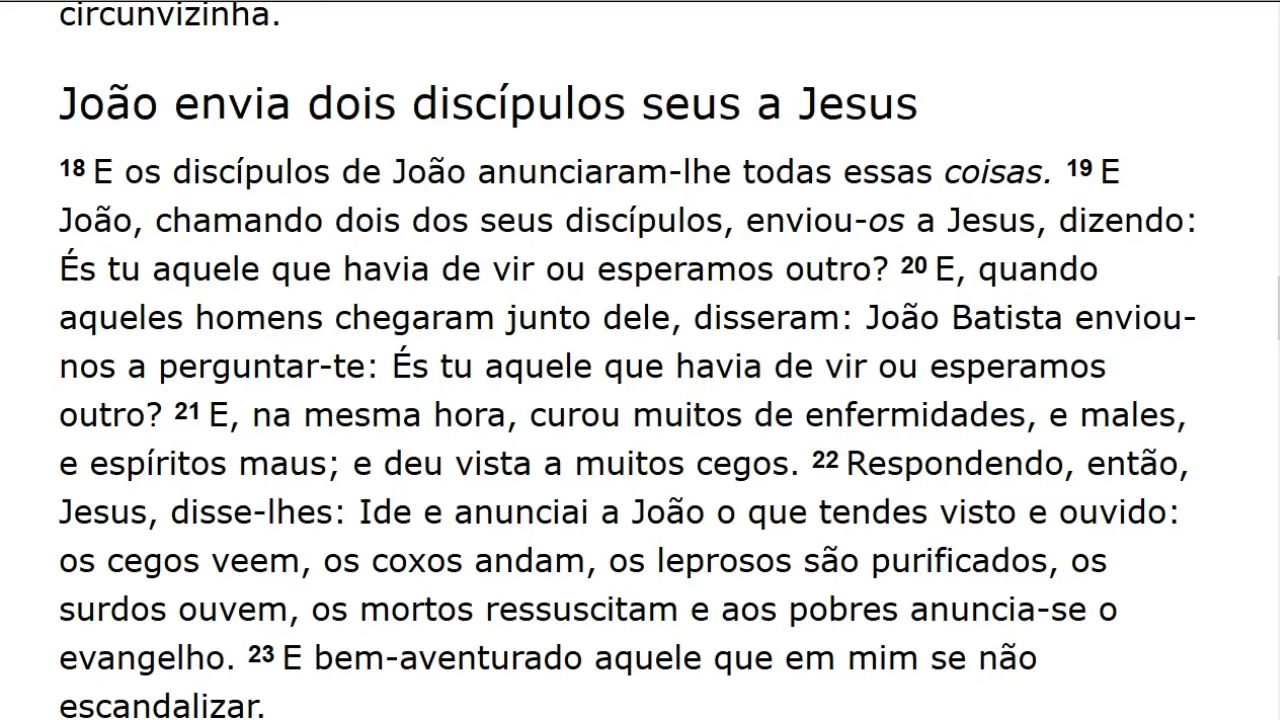 circunvizinha.
João envia dois discípulos seus a Jesus
18 E os discípulos de João anunciaram-lhe todas essas coisas. 19 E
João, chamando dois dos seus discípulos, enviou-os a Jesus, dizendo:
És tu aquele que havia de vir ou esperamos outro? 20 E, quando
aqueles homens chegaram junto dele, disseram: João Batista enviou-
nos a perguntar-te: És tu aquele que havia de vir ou esperamos
outro? 21 E, na mesma hora, curou muitos de enfermidades, e males,
e espíritos maus; e deu vista a muitos cegos. 22 Respondendo, então,
Jesus, disse-lhes: Ide e anunciai a João o que tendes visto e ouvido:
os cegos veem, os coxos andam, os leprosos são purificados, os
surdos ouvem, os mortos ressuscitam e aos pobres anuncia-se o
evangelho. 23 E bem-aventurado aquele que em mim se não
escandalizar.